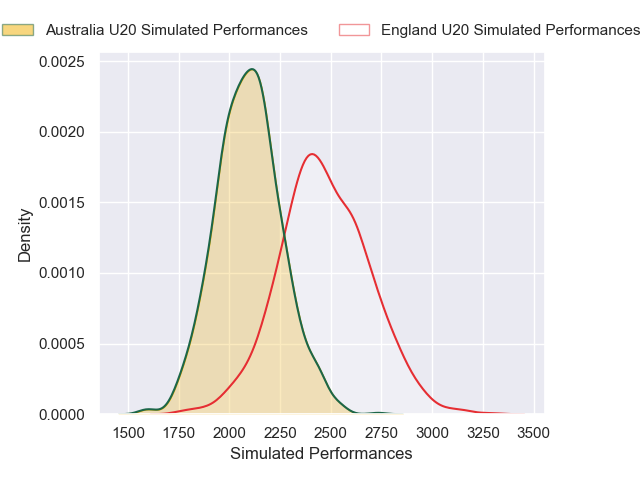 Australia U20 Simulated Performances England U20 Simulated Performances
0.0025
0.0020
0.0015
0.0010
0.0005
0.0000
Density
1500 1750 2000 2250 2500 2750 3000 3250 3500
Simulated Performances